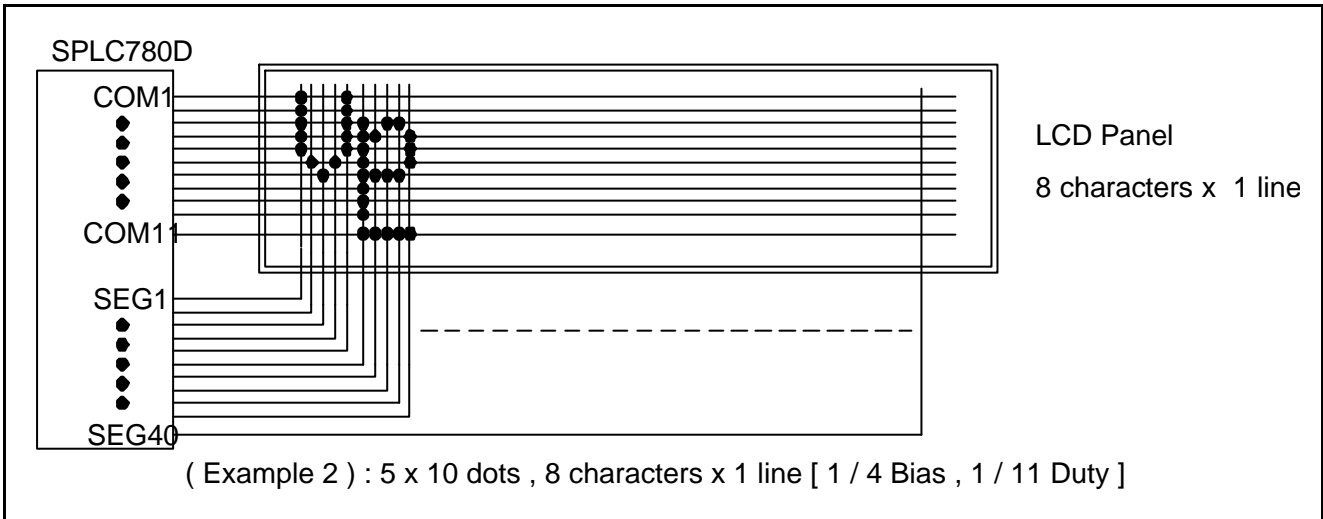 SPLC780D
COM1
COM11
SEG1
SEG40
LCD Panel
8 characters x 1 line
( Example 2 ) : 5 x 10 dots , 8 characters x 1 line [ 1 / 4 Bias , 1 / 11 Duty ]